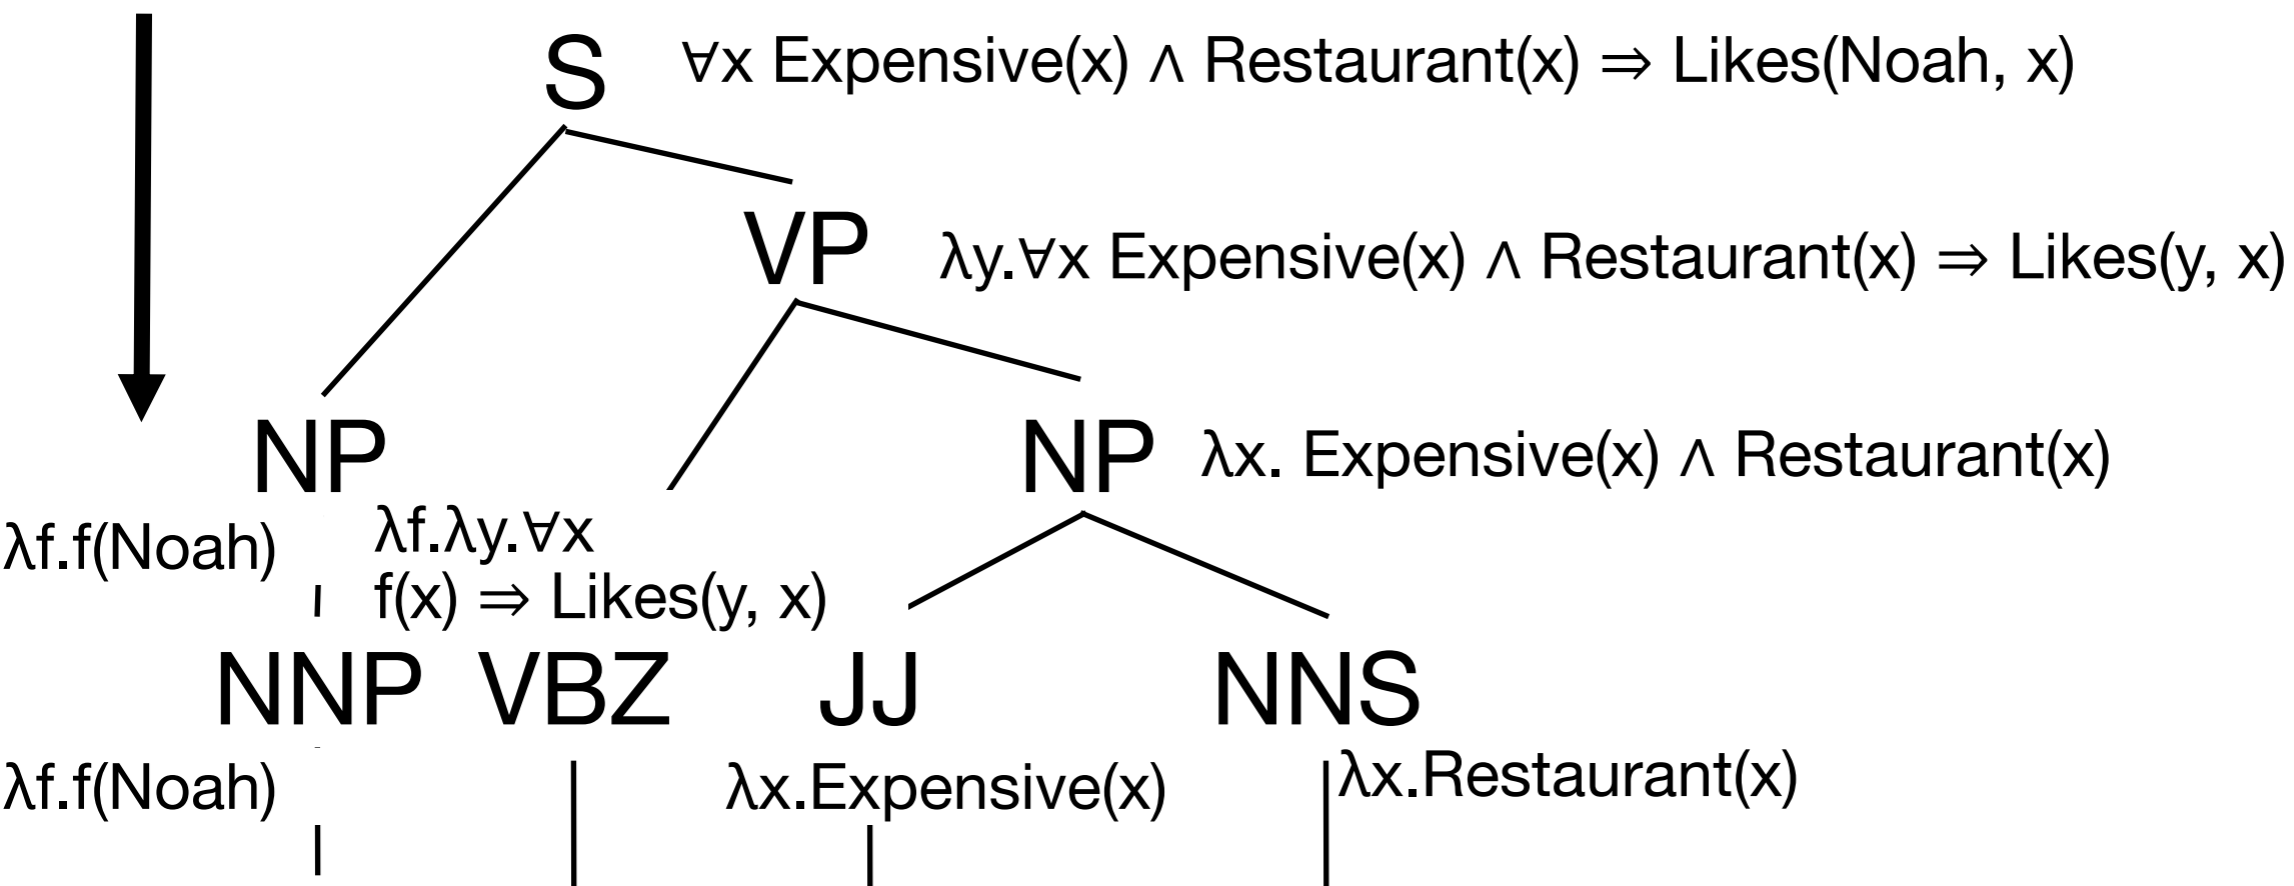 S ∀x Expensive(x) ∧ Restaurant(x) ⇒ Likes(Noah, x)
VP λy.∀x Expensive(x) ∧ Restaurant(x) ⇒ Likes(y, x)
NP NP λx. Expensive(x) ∧ Restaurant(x)
λf.f(Noah) λf.λy.∀x
f(x) ⇒ Likes(y, x)
NNP VBZ JJ NNS
λf.f(Noah) λx.Expensive(x) λx.Restaurant(x)